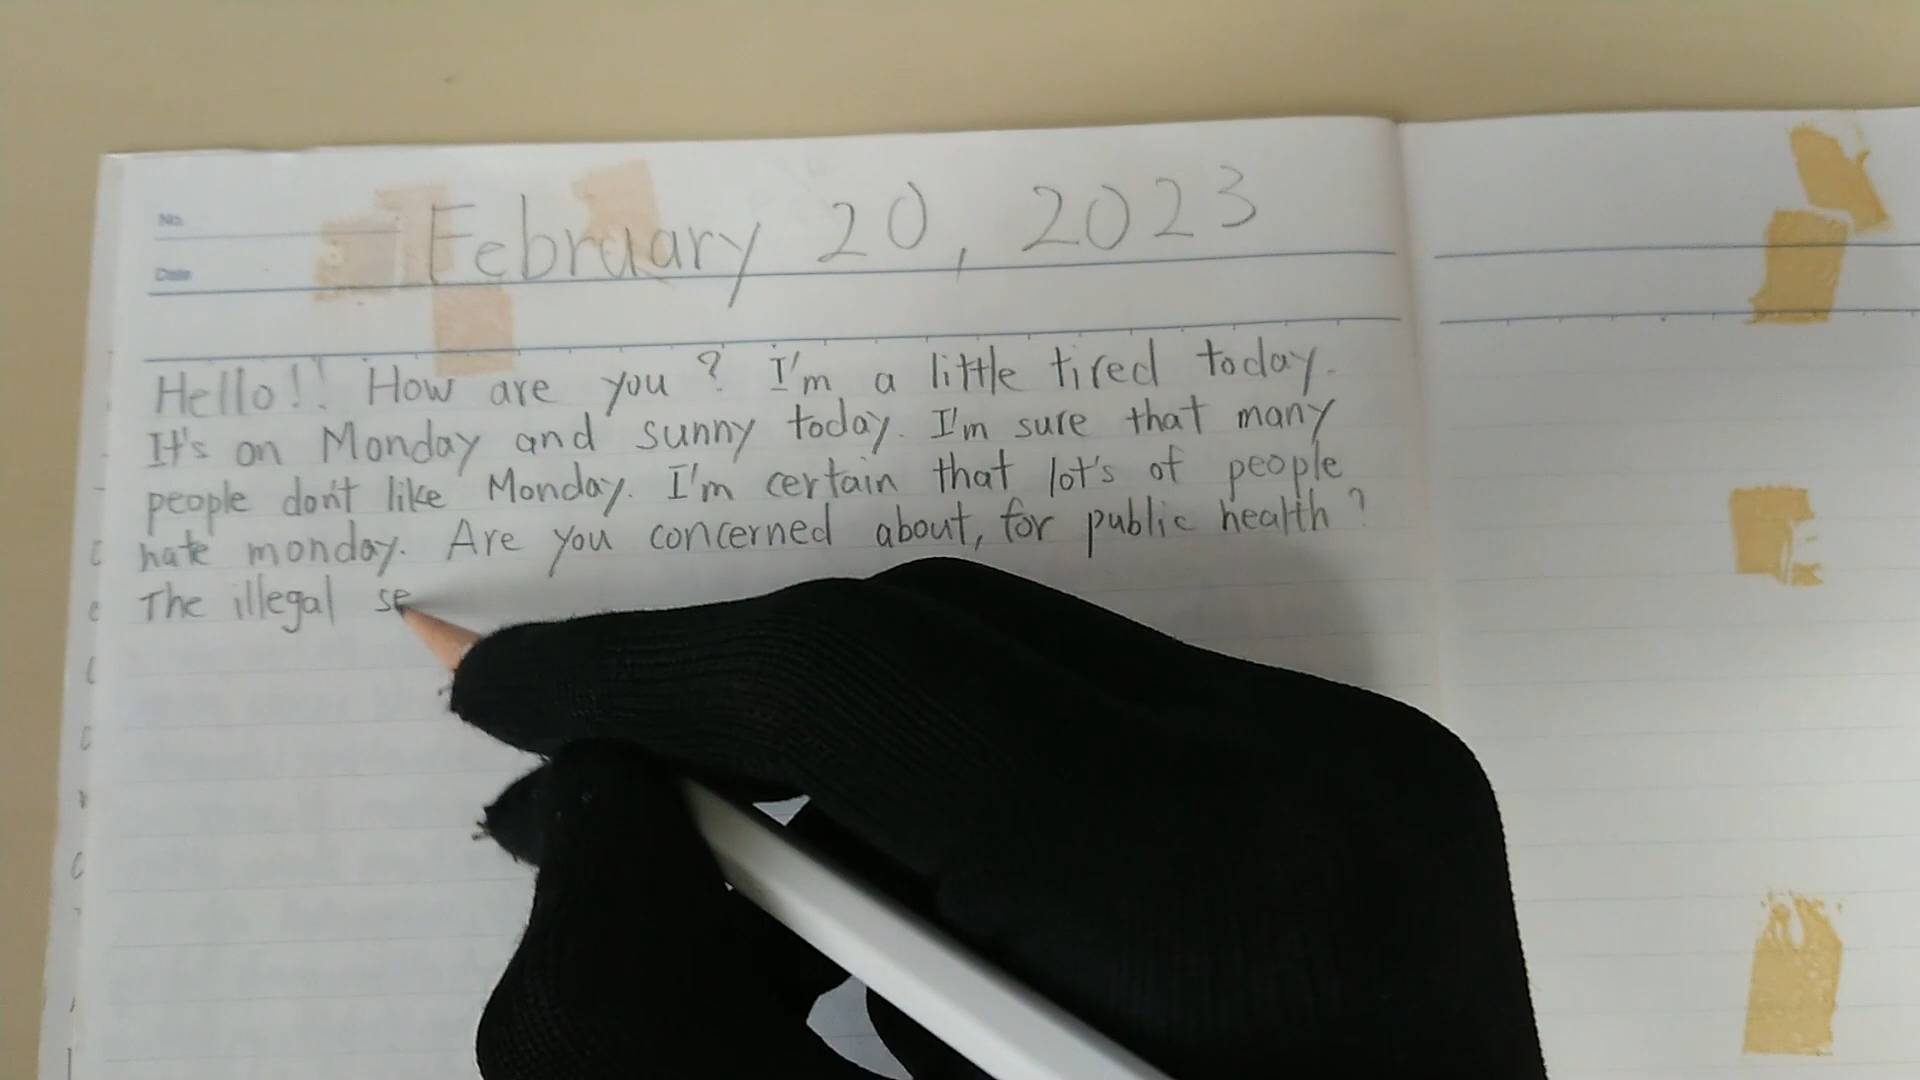 No.
Date
February 20, 2023
Hello!! How are you? I'm a little tired today.
It's on Monday and sunny today. I'm sure that many
people don't like Monday. I'm certain that lot's of people
hate monday. Are you concerned about, for public health?
The illegal se